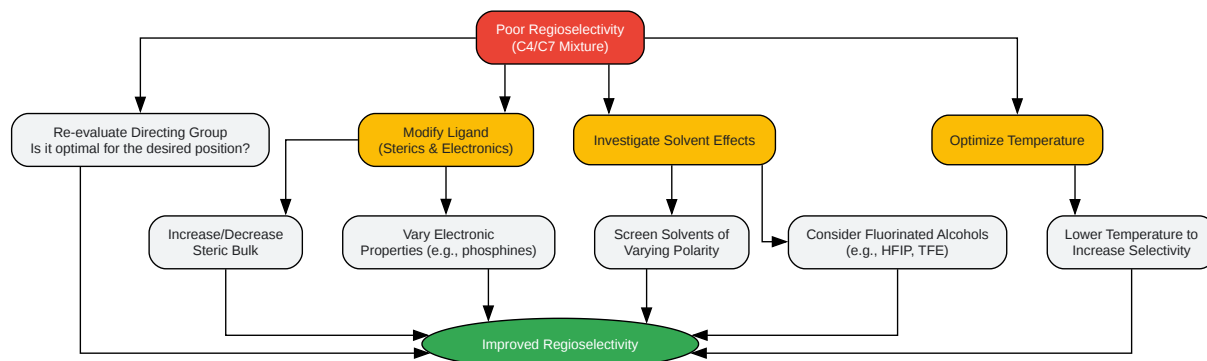 Poor Regioselectivity
(C4/C7 Mixture)
Re-evaluate Directing Group
Is it optimal for the desired position?
Modify Ligand
(Sterics & Electronics)
Investigate Solvent Effects
Optimize Temperature
Increase/Decrease
Steric Bulk
Vary Electronic
Properties (e.g., phosphines)
Screen Solvents of
Varying Polarity
Consider Fluorinated Alcohols
(e.g., HFIP, TFE)
Lower Temperature to
Increase Selectivity
Improved Regioselectivity